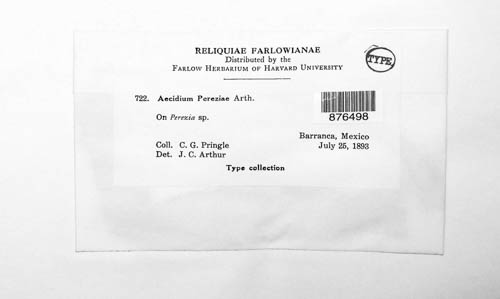 RELIQUIAE FARLOWIANAE
Distributed by the
FARLOW HERBARIUM OF HARVARD UNIVERSITY
TYPE
722. Aecidium Pereziae Arth.
On Perezia sp.
876498
Barranca, Mexico
Coll. C. G. Pringle July 25, 1893
Det. J. C. Arthur
Type collection